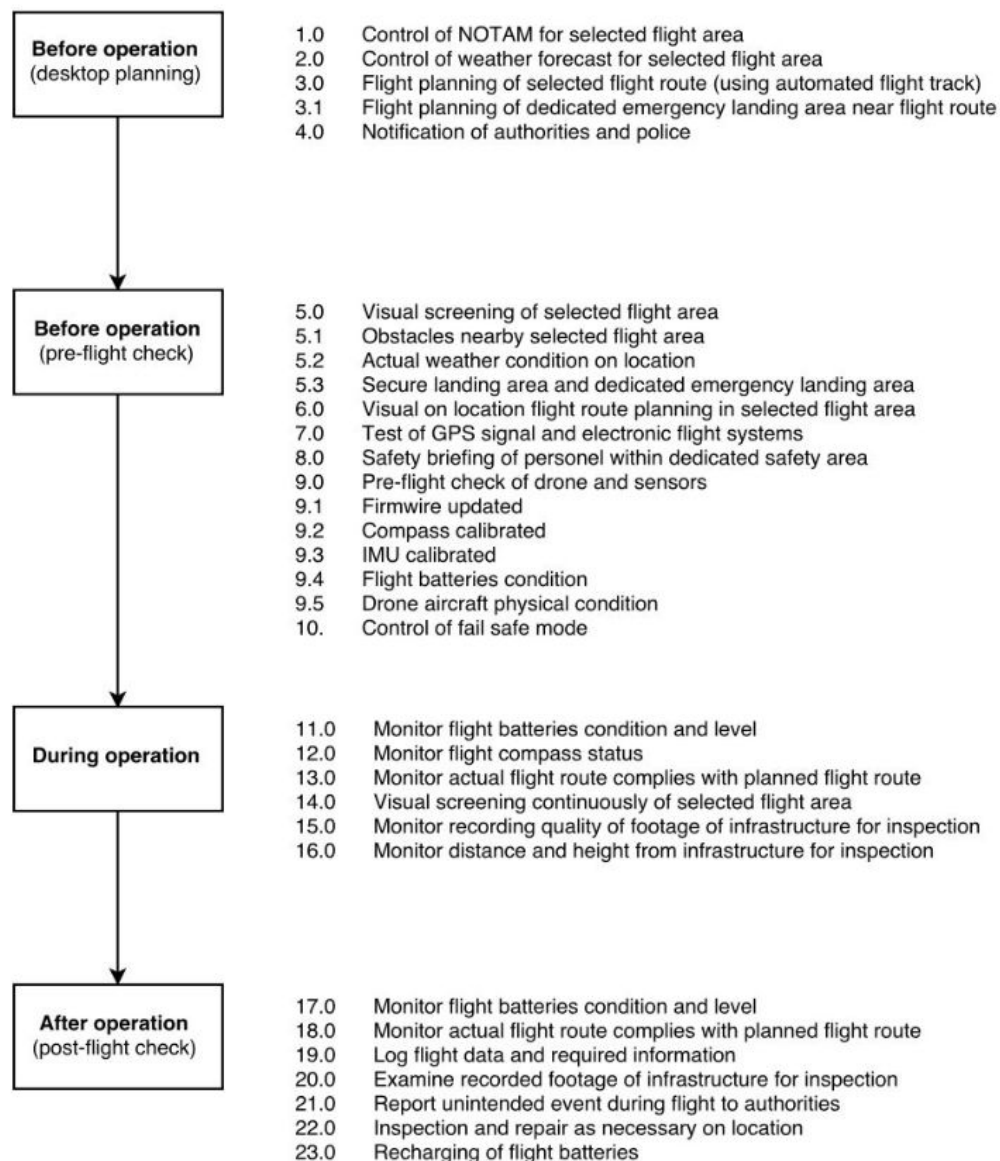 Before operation
(desktop planning)
1.0 Control of NOTAM for selected flight area
2.0 Control of weather forecast for selected flight area
3.0 Flight planning of selected flight route (using automated flight track)
3.1 Flight planning of dedicated emergency landing area near flight route
4.0 Notification of authorities and police
Before operation
(pre-flight check)
5.0 Visual screening of selected flight area
5.1 Obstacles nearby selected flight area
5.2 Actual weather condition on location
5.3 Secure landing area and dedicated emergency landing area
6.0 Visual on location flight route planning in selected flight area
7.0 Test of GPS signal and electronic flight systems
8.0 Safety briefing of personel within dedicated safety area
9.0 Pre-flight check of drone and sensors
9.1 Firmwire updated
9.2 Compass calibrated
9.3 IMU calibrated
9.4 Flight batteries condition
9.5 Drone aircraft physical condition
10. Control of fail safe mode
During operation
11.0 Monitor flight batteries condition and level
12.0 Monitor flight compass status
13.0 Monitor actual flight route complies with planned flight route
14.0 Visual screening continuously of selected flight area
15.0 Monitor recording quality of footage of infrastructure for inspection
16.0 Monitor distance and height from infrastructure for inspection
After operation
(post-flight check)
17.0 Monitor flight batteries condition and level
18.0 Monitor actual flight route complies with planned flight route
19.0 Log flight data and required information
20.0 Examine recorded footage of infrastructure for inspection
21.0 Report unintended event during flight to authorities
22.0 Inspection and repair as necessary on location
23.0 Recharging of flight batteries